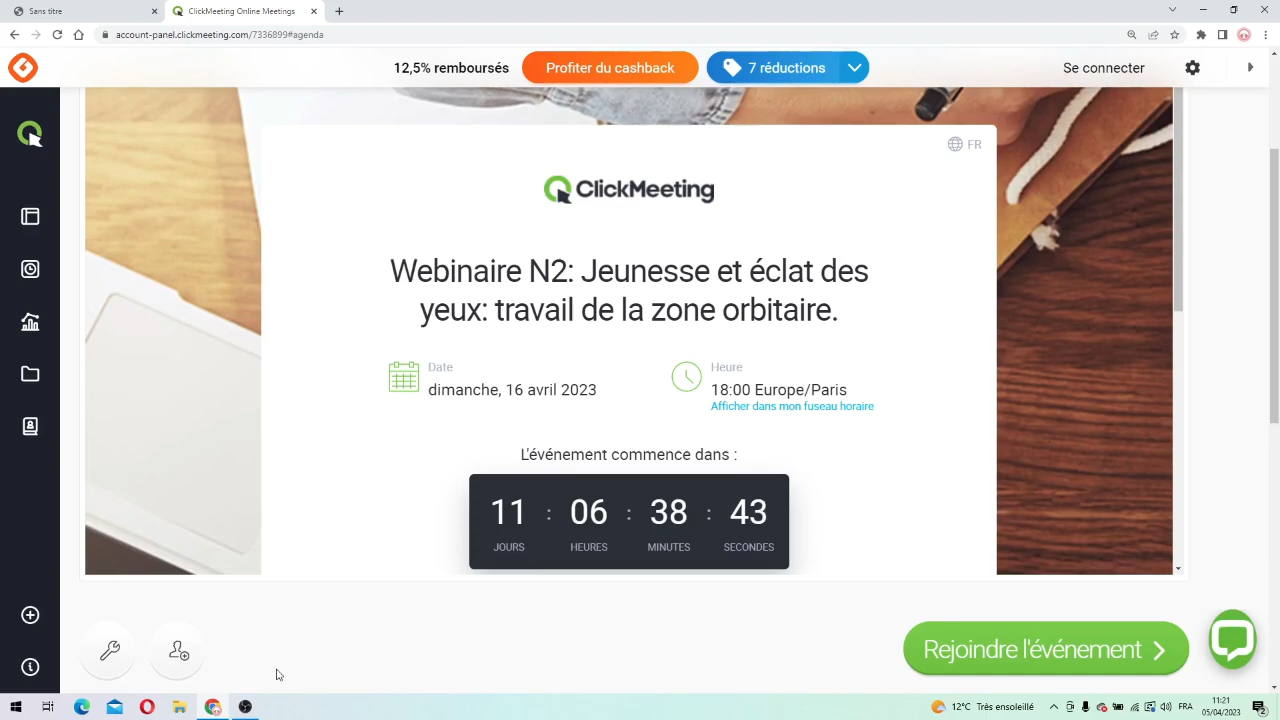 Sans titre
ClickMeeting Online Meetings
account-panel.clickmeeting.com/7336899#agenda
12,5% remboursés
Profiter du cashback
7 réductions
Se connecter
FR
ClickMeeting
Webinaire N2: Jeunesse et éclat des
yeux: travail de la zone orbitaire.
Date
dimanche, 16 avril 2023
Heure
18:00 Europe/Paris
Afficher dans mon fuseau horaire
L'événement commence dans :
11 : 06 : 38 : 43
JOURS HEURES MINUTES SECONDES
Rejoindre l'événement
12°C Très ensoleillé
FRA
11:21
05/04/2023
2